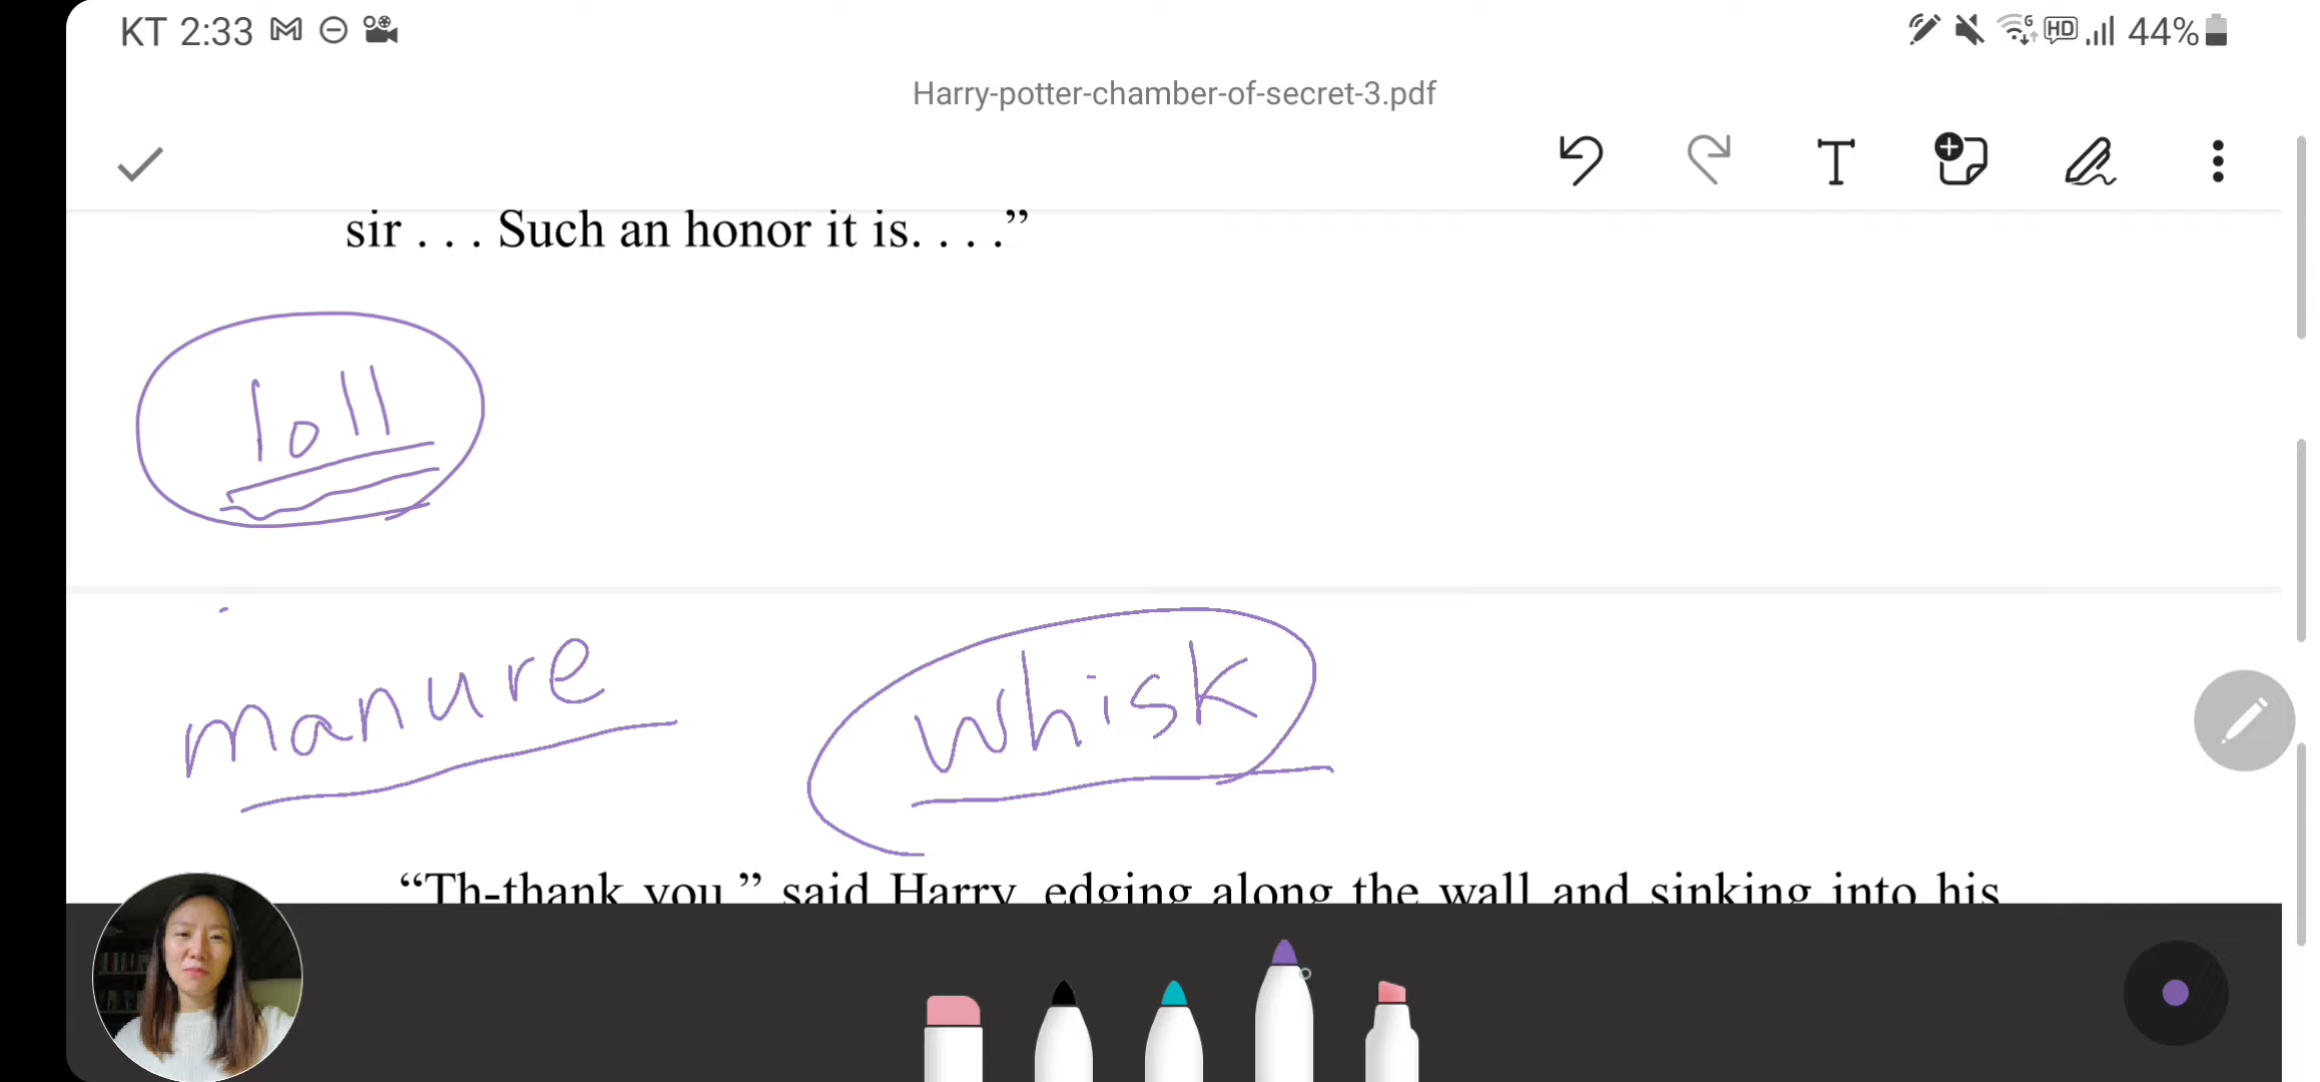 KT 2:33 44%
Harry-potter-chamber-of-secret-3.pdf
T
sir . . . Such an honor it is. . . .”
loll
manure whisk
“Th-thank you,” said Harry, edging along the wall and sinking into his